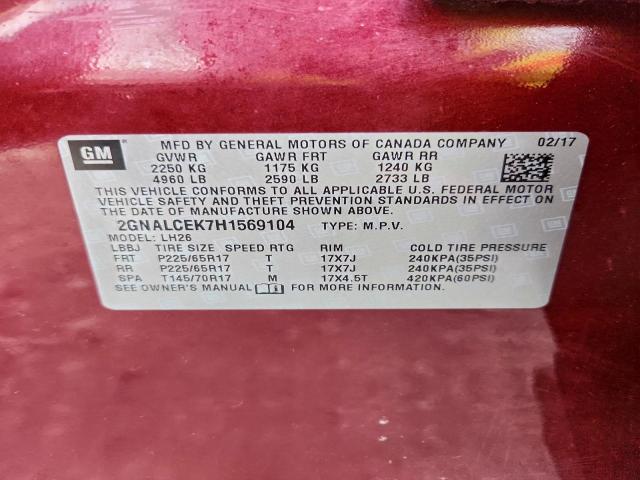 GM MFD BY GENERAL MOTORS OF CANADA COMPANY 02/17
GVWR GAWR FRT GAWR RR
2250 KG 1175 KG 1240 KG
4960 LB 2590 LB 2733 LB
THIS VEHICLE CONFORMS TO ALL APPLICABLE U.S. FEDERAL MOTOR
VEHICLE SAFETY AND THEFT PREVENTION STANDARDS IN EFFECT ON
THE DATE OF MANUFACTURE SHOWN ABOVE.
2GNALCEK7H1569104 TYPE: M.P.V.
MODEL: LH26
LBBJ TIRE SIZE SPEED RTG RIM COLD TIRE PRESSURE
FRT P225/65R17 T 17X7J 240KPA(35PSI)
RR P225/65R17 T 17X7J 240KPA(35PSI)
SPA T145/70R17 M 17X4.5T 420KPA(60PSI)
SEE OWNER'S MANUAL FOR MORE INFORMATION.